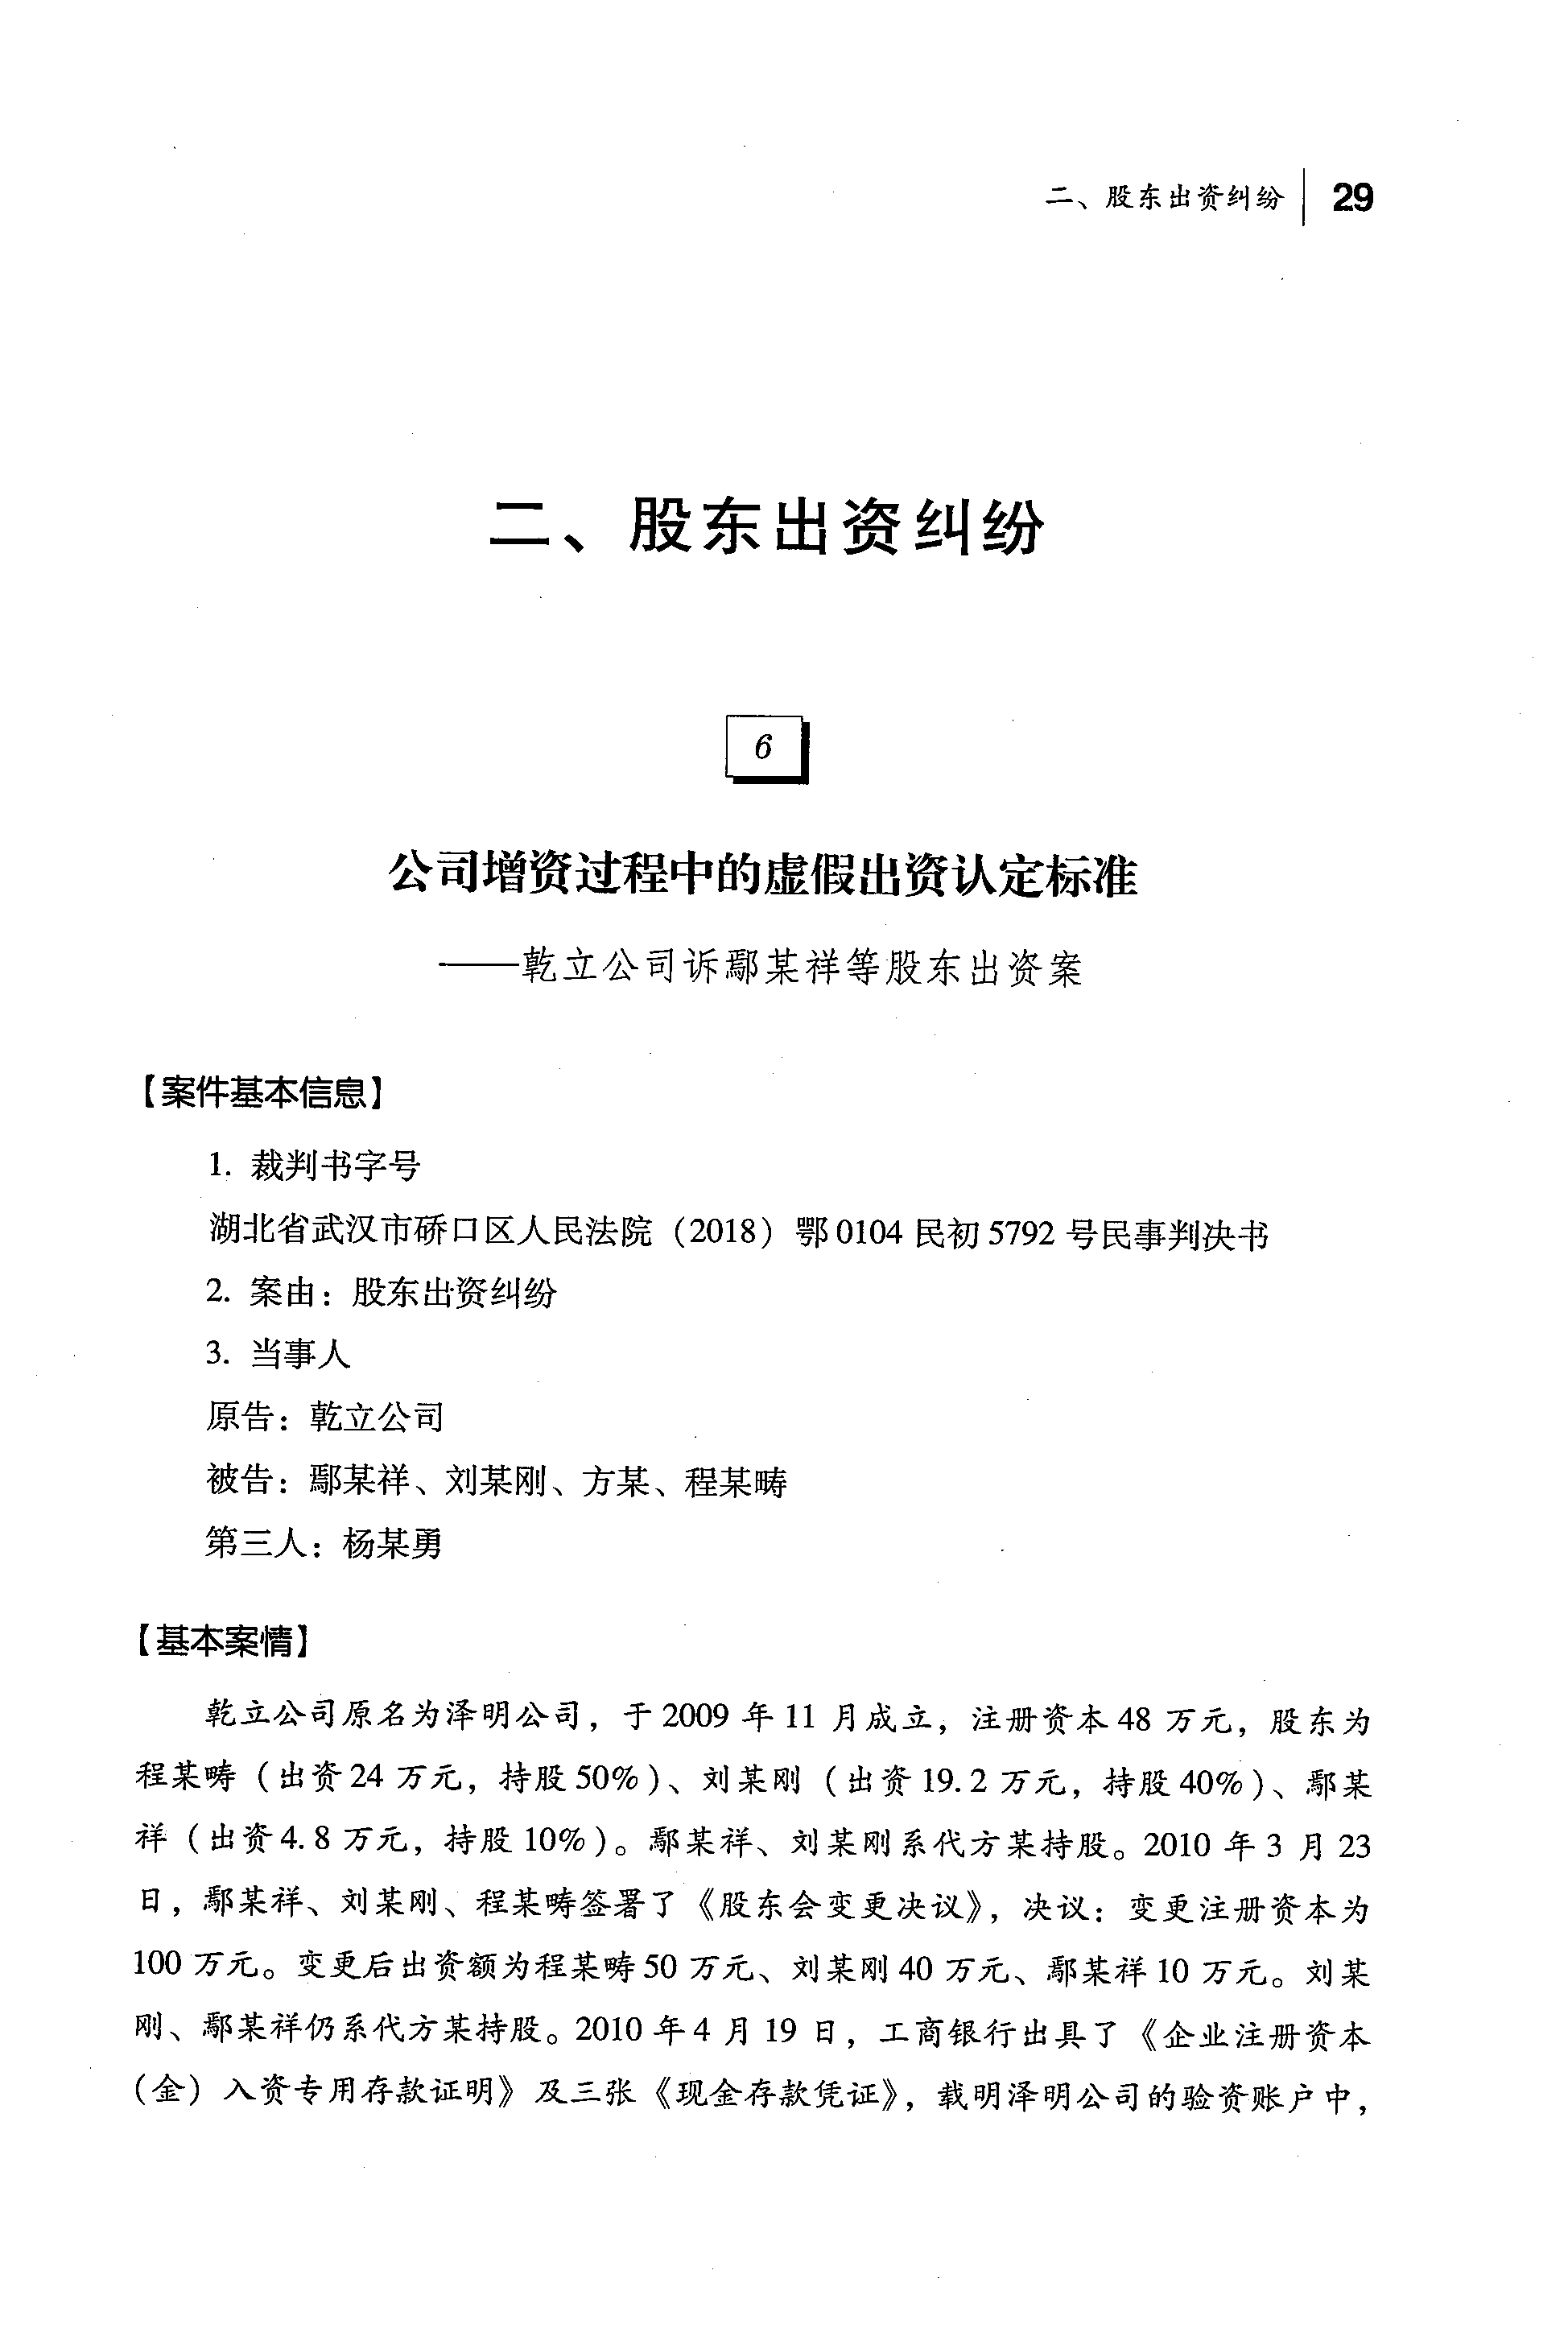 二、股东出资纠纷 29
二、股东出资纠纷
6
公司增资过程中的虚假出资认定标准
——乾立公司诉鄢某祥等股东出资案
【案件基本信息】
1. 裁判书字号
湖北省武汉市硚口区人民法院（2018）鄂0104民初5792号民事判决书
2. 案由：股东出资纠纷
3. 当事人
原告：乾立公司
被告：鄢某祥、刘某刚、方某、程某畴
第三人：杨某勇
【基本案情】
乾立公司原名为泽明公司，于2009年11月成立，注册资本48万元，股东为
程某畴（出资24万元，持股50%）、刘某刚（出资19.2万元，持股40%）、鄢某
祥（出资4.8万元，持股10%）。鄢某祥、刘某刚系代方某持股。2010年3月23
日，鄢某祥、刘某刚、程某畴签署了《股东会变更决议》，决议：变更注册资本为
100万元。变更后出资额为程某畴50万元、刘某刚40万元、鄢某祥10万元。刘某
刚、鄢某祥仍系代方某持股。2010年4月19日，工商银行出具了《企业注册资本
（金）入资专用存款证明》及三张《现金存款凭证》，载明泽明公司的验资账户中，